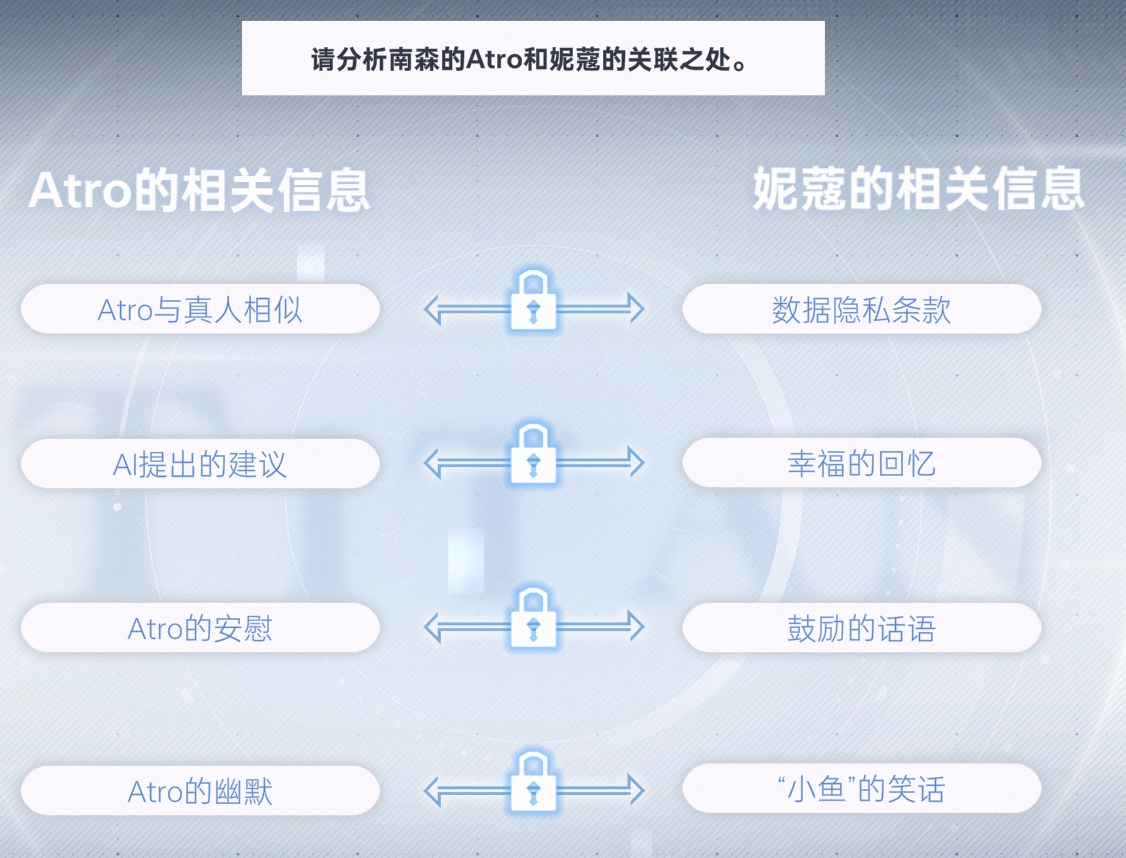 请分析南森的Atro和妮蔻的关联之处。
Atro的相关信息
妮蔻的相关信息
Atro与真人相似
数据隐私条款
AI提出的建议
幸福的回忆
Atro的安慰
鼓励的话语
Atro的幽默
“小鱼”的笑话
TITAN